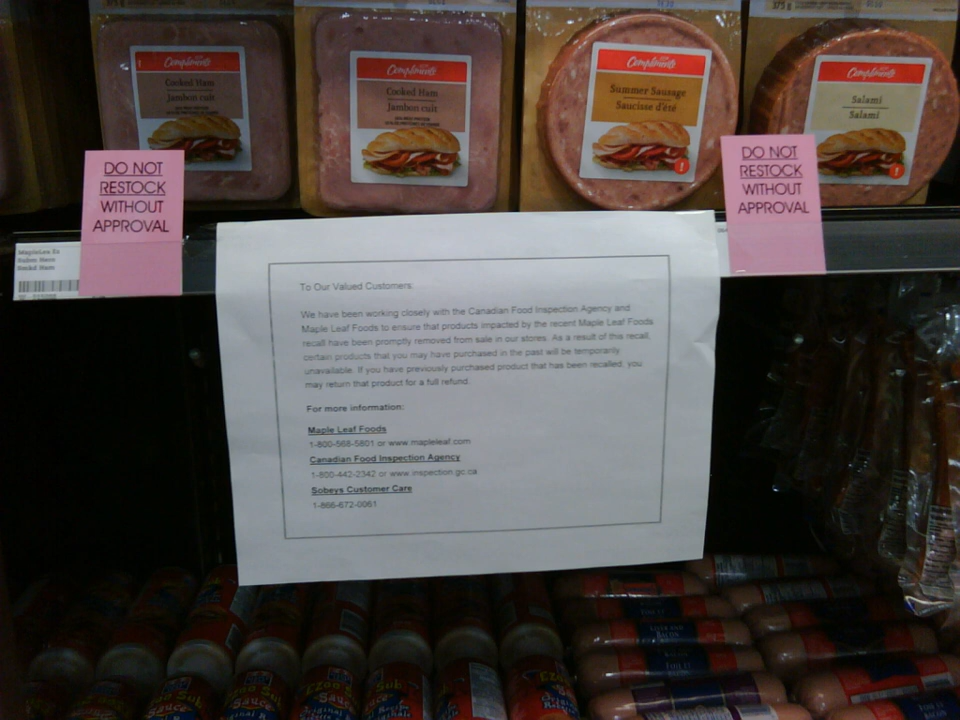 375 g
Compliments
Cooked Ham
Jambon cuit
Compliments
Cooked Ham
Jambon cuit
Compliments
Summer Sausage
Saucisse d'été
Compliments
Salami
Salami
DO NOT
RESTOCK
WITHOUT
APPROVAL
DO NOT
RESTOCK
WITHOUT
APPROVAL
To Our Valued Customers:
We have been working closely with the Canadian Food Inspection Agency and
Maple Leaf Foods to ensure that products impacted by the recent Maple Leaf Foods
recall have been promptly removed from sale in our stores. As a result of this recall,
certain products that you may have purchased in the past will be temporarily
unavailable. If you have previously purchased product that has been recalled, you
may return that product for a full refund.
For more information:
Maple Leaf Foods
1-800-568-5801 or www.mapleleaf.com
Canadian Food Inspection Agency
1-800-442-2342 or www.inspection.gc.ca
Sobeys Customer Care
1-866-672-0061
Sub
Sauce
Original